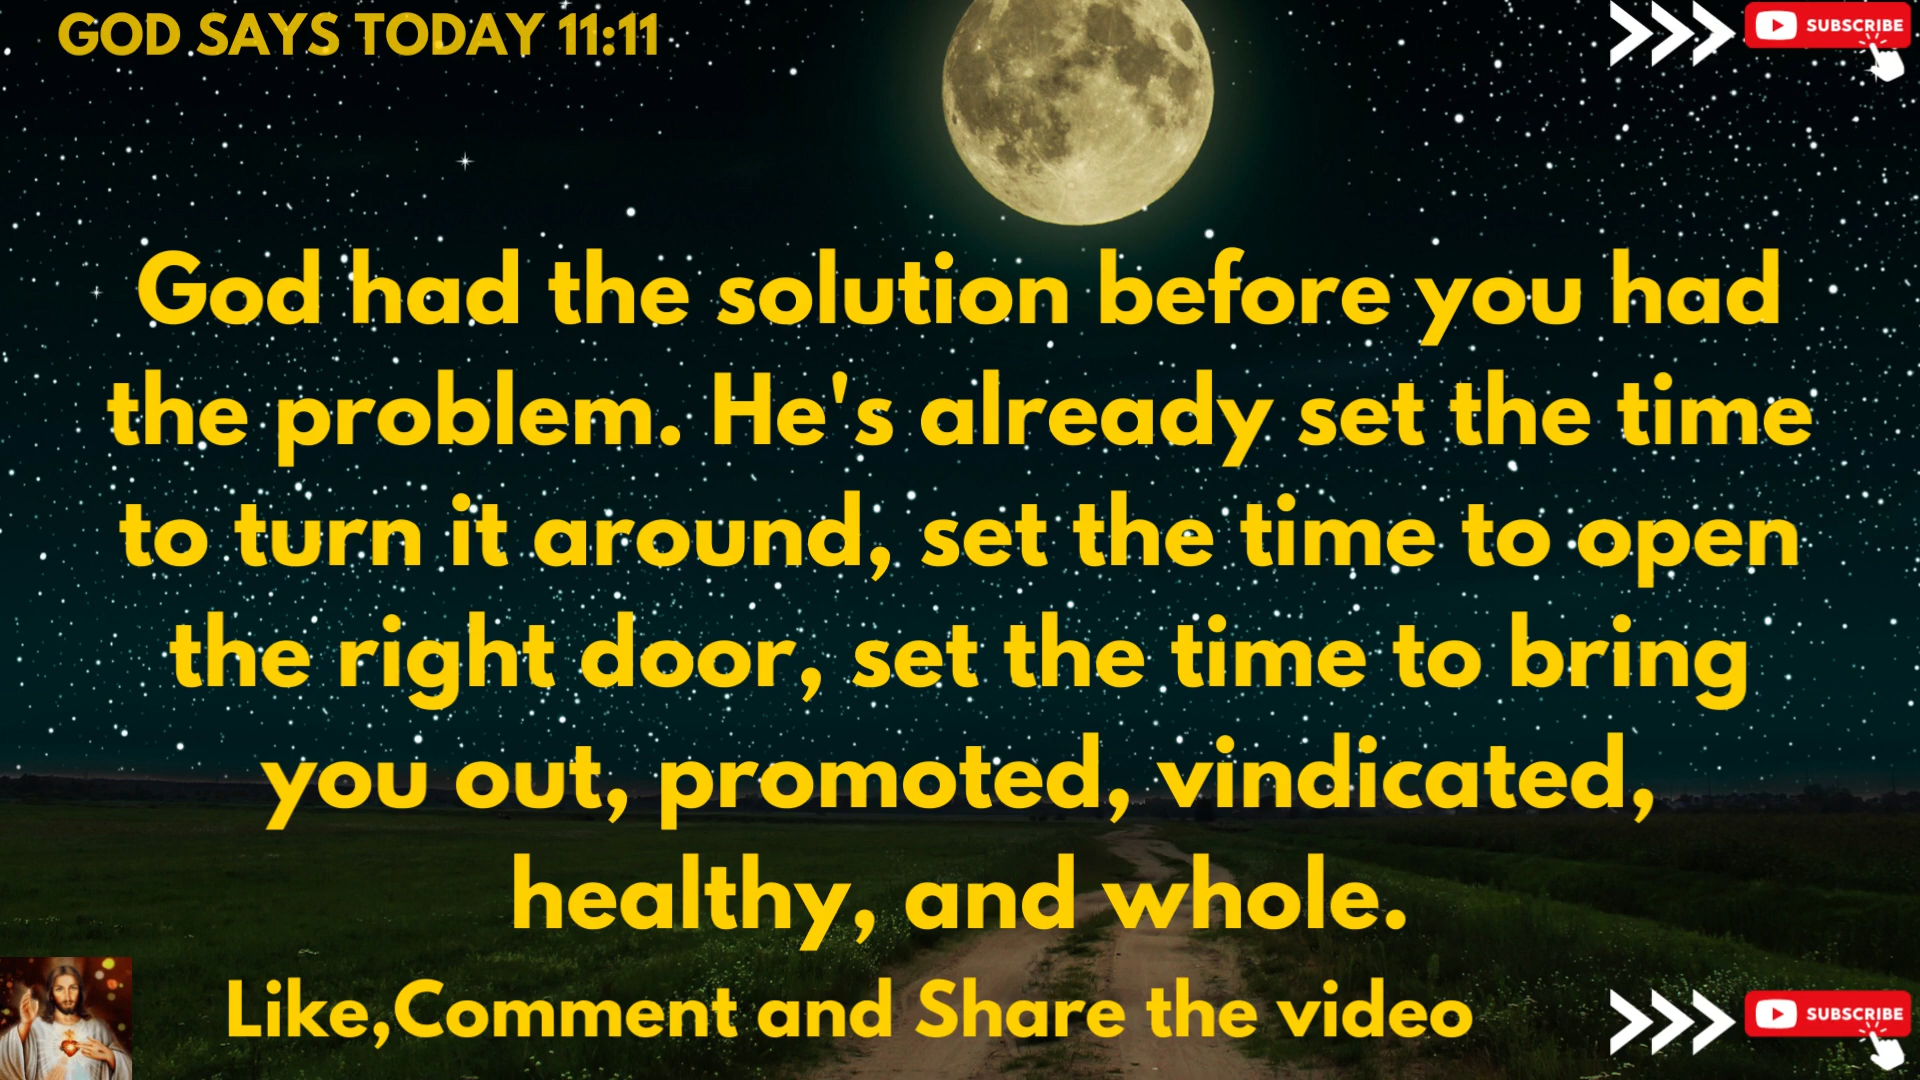 GOD SAYS TODAY 11:11
SUBSCRIBE
God had the solution before you had
the problem. He's already set the time
to turn it around, set the time to open
the right door, set the time to bring
you out, promoted, vindicated,
healthy, and whole.
Like,Comment and Share the video
SUBSCRIBE